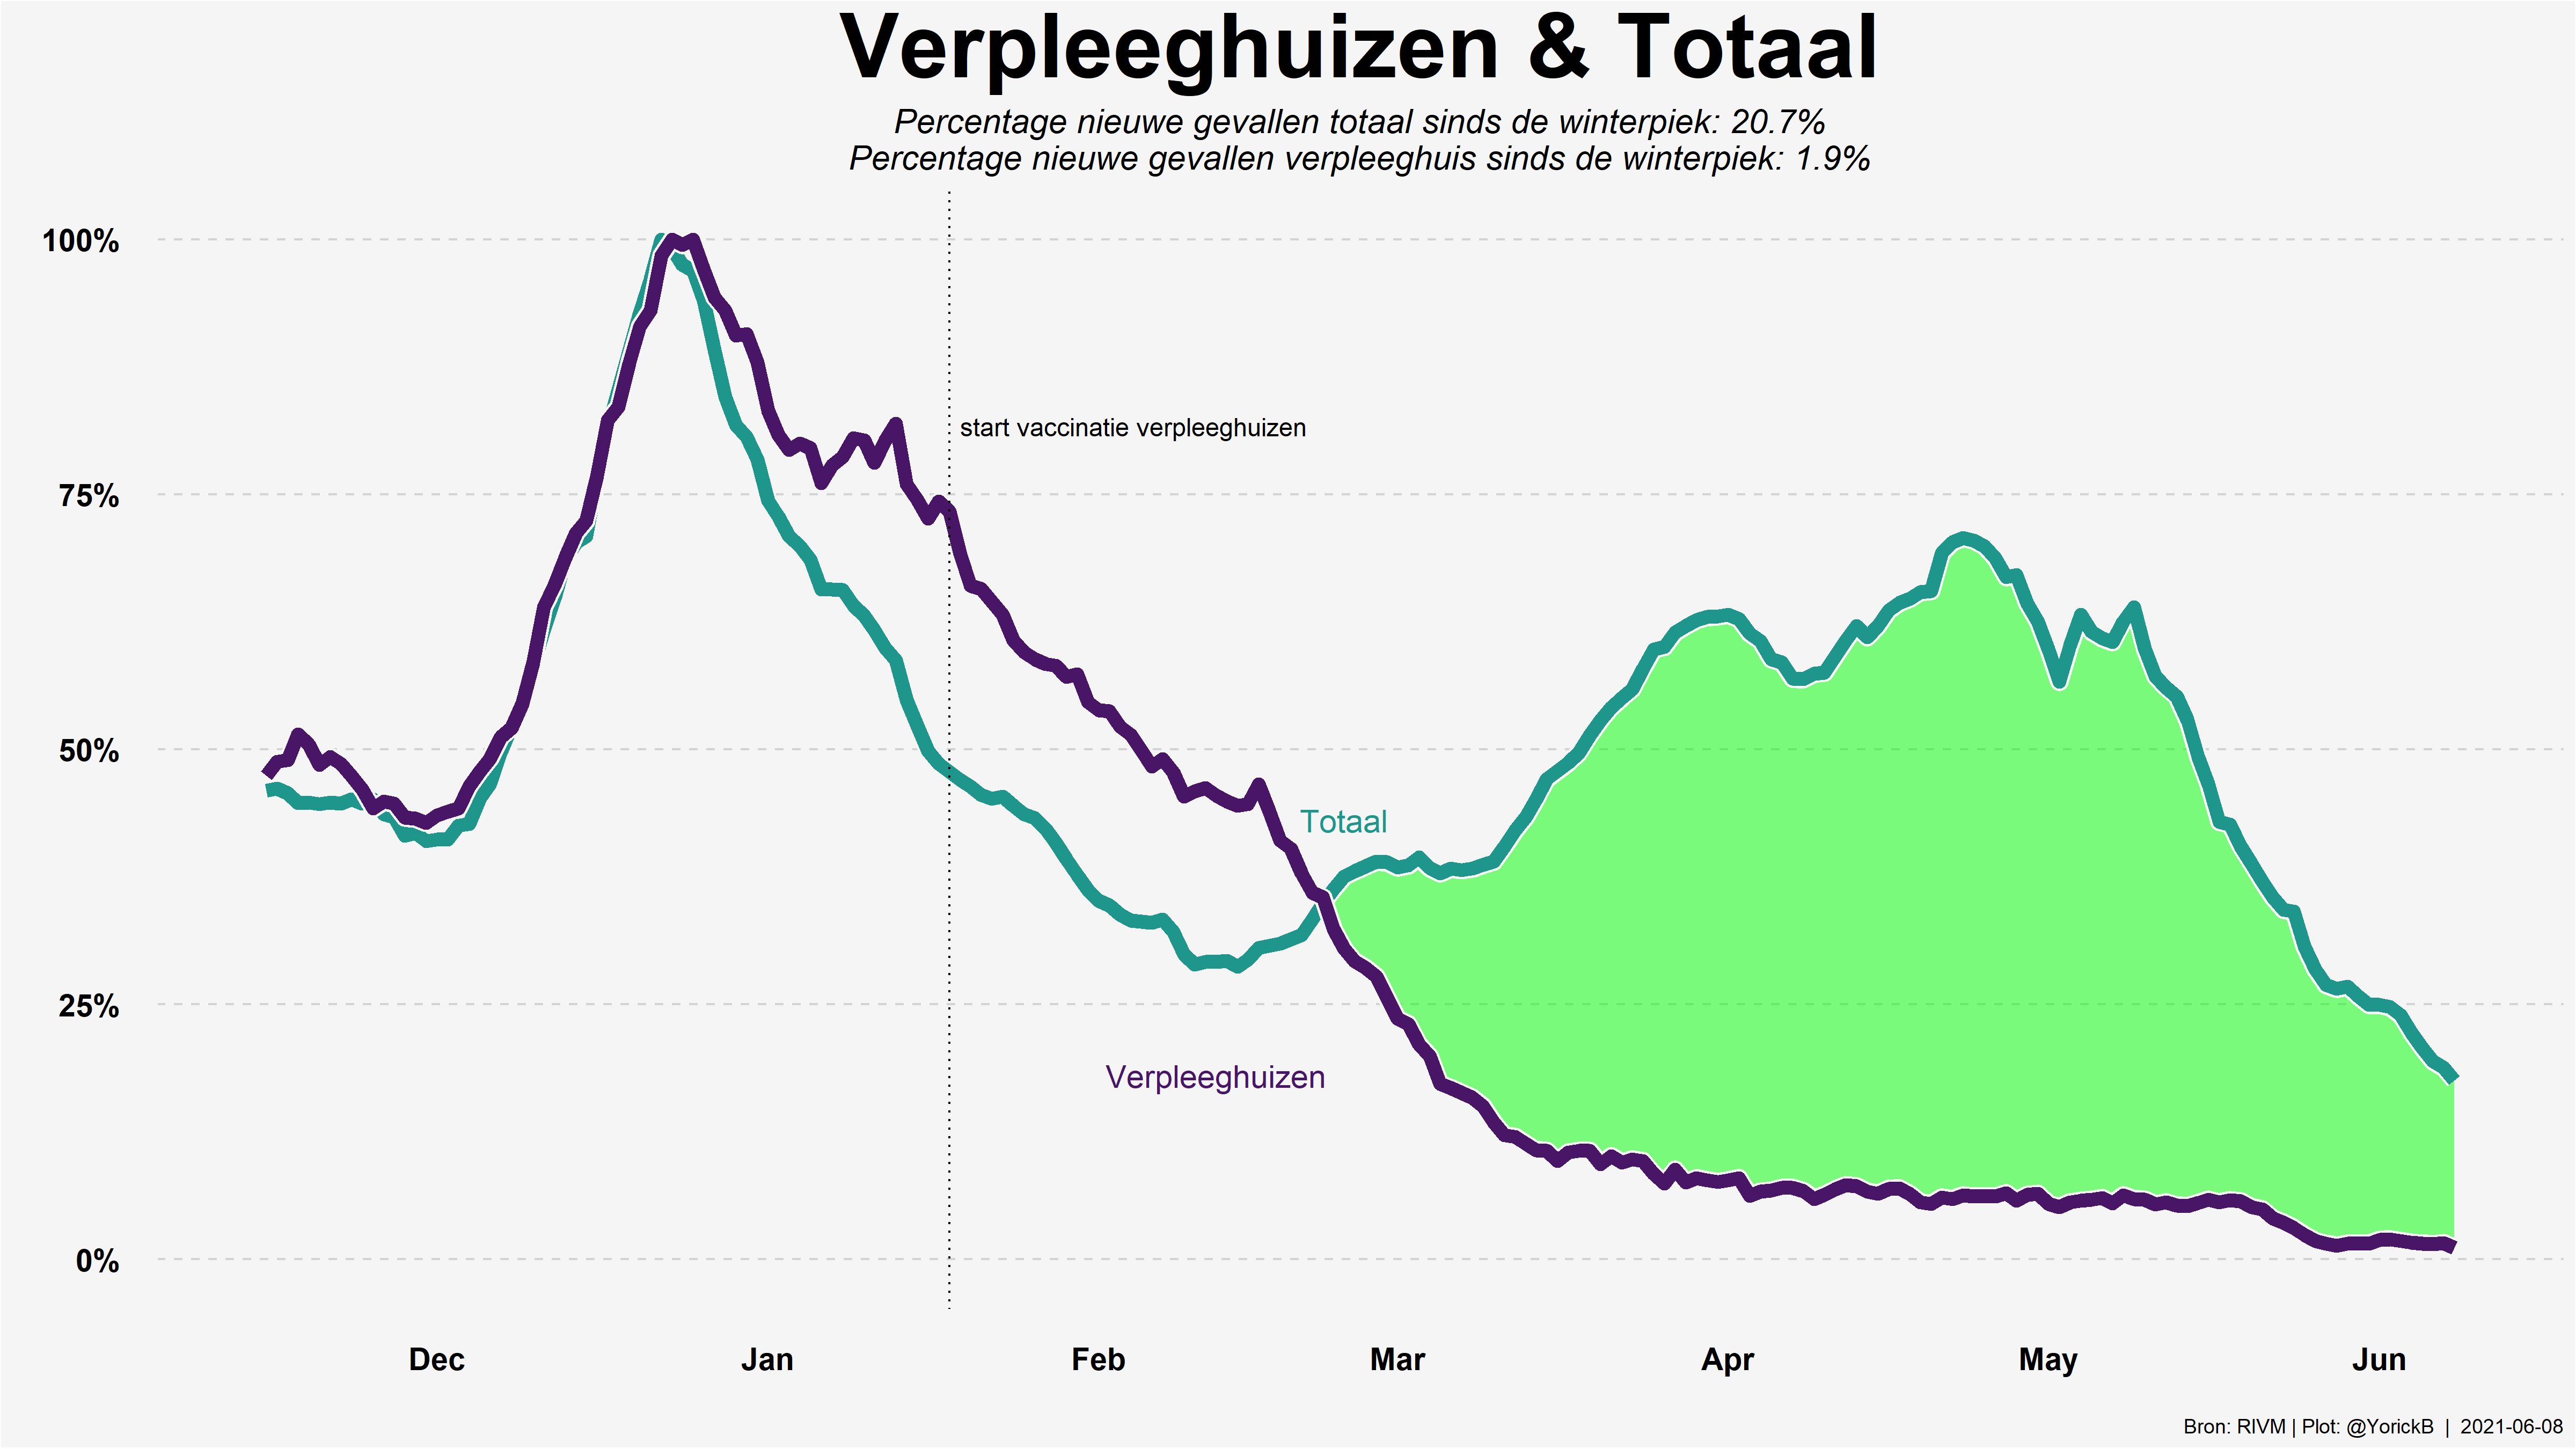 Verpleeghuizen & Totaal
Percentage nieuwe gevallen totaal sinds de winterpiek: 20.7%
Percentage nieuwe gevallen verpleeghuis sinds de winterpiek: 1.9%
100%
start vaccinatie verpleeghuizen
75%
50%
Totaal
25%
Verpleeghuizen
0%
Dec Jan Feb Mar Apr May Jun
Bron: RIVM | Plot: @YorickB | 2021-06-08